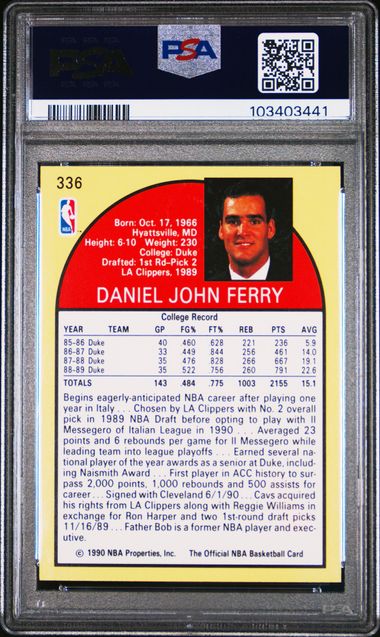 PSA
PSA
103403441
336
NBA
Born: Oct. 17, 1966
Hyattsville, MD
Height: 6-10 Weight: 230
College: Duke
Drafted: 1st Rd-Pick 2
LA Clippers, 1989
DANIEL JOHN FERRY
College Record
YEAR TEAM GP FG% FT% REB PTS AVG
85-86 Duke 40 .460 .628 221 236 5.9
86-87 Duke 33 .449 .844 256 461 14.0
87-88 Duke 35 .476 .828 266 667 19.1
88-89 Duke 35 .522 .756 260 791 22.6
TOTALS 143 .484 .775 1003 2155 15.1
Begins eagerly-anticipated NBA career after playing one
year in Italy . . . Chosen by LA Clippers with No. 2 overall
pick in 1989 NBA Draft before opting to play with Il
Messegero of Italian League in 1990 . . . Averaged 23
points and 6 rebounds per game for Il Messegero while
leading team into league playoffs . . . Earned several na-
tional player of the year awards as a senior at Duke, includ-
ing Naismith Award . . . First player in ACC history to sur-
pass 2,000 points, 1,000 rebounds and 500 assists for
career . . . Signed with Cleveland 6/1/90 . . . Cavs acquired
his rights from LA Clippers along with Reggie Williams in
exchange for Ron Harper and two 1st-round draft picks
11/16/89 . . . Father Bob is a former NBA player and exec-
utive.
© 1990 NBA Properties, Inc. The Official NBA Basketball Card
PSA